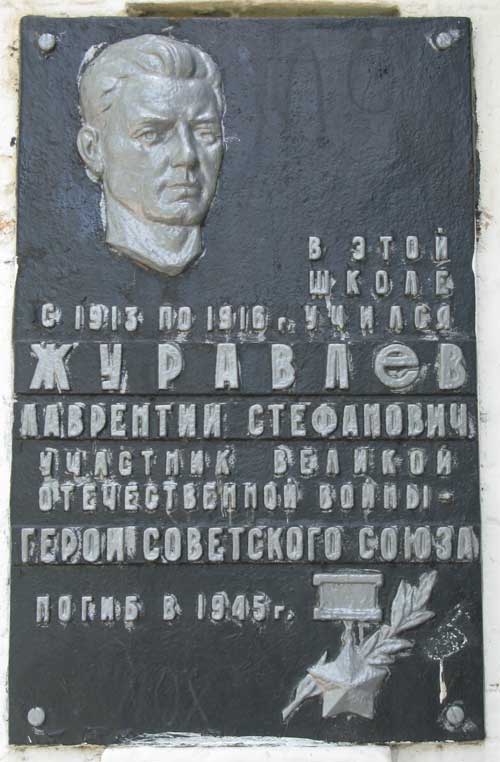 В ЭТОЙ
ШКОЛЕ
С 1913 ПО 1916 г. УЧИЛСЯ
ЖУРАВЛеВ
ЛАВРЕНТИЙ СТЕФАНОВИЧ
УЧАСТНИК ВЕЛИКОЙ
ОТЕЧЕСТВЕННОЙ ВОЙНЫ-
ГЕРОЙ СОВЕТСКОГО СОЮЗА
ПОГИБ В 1945 г.